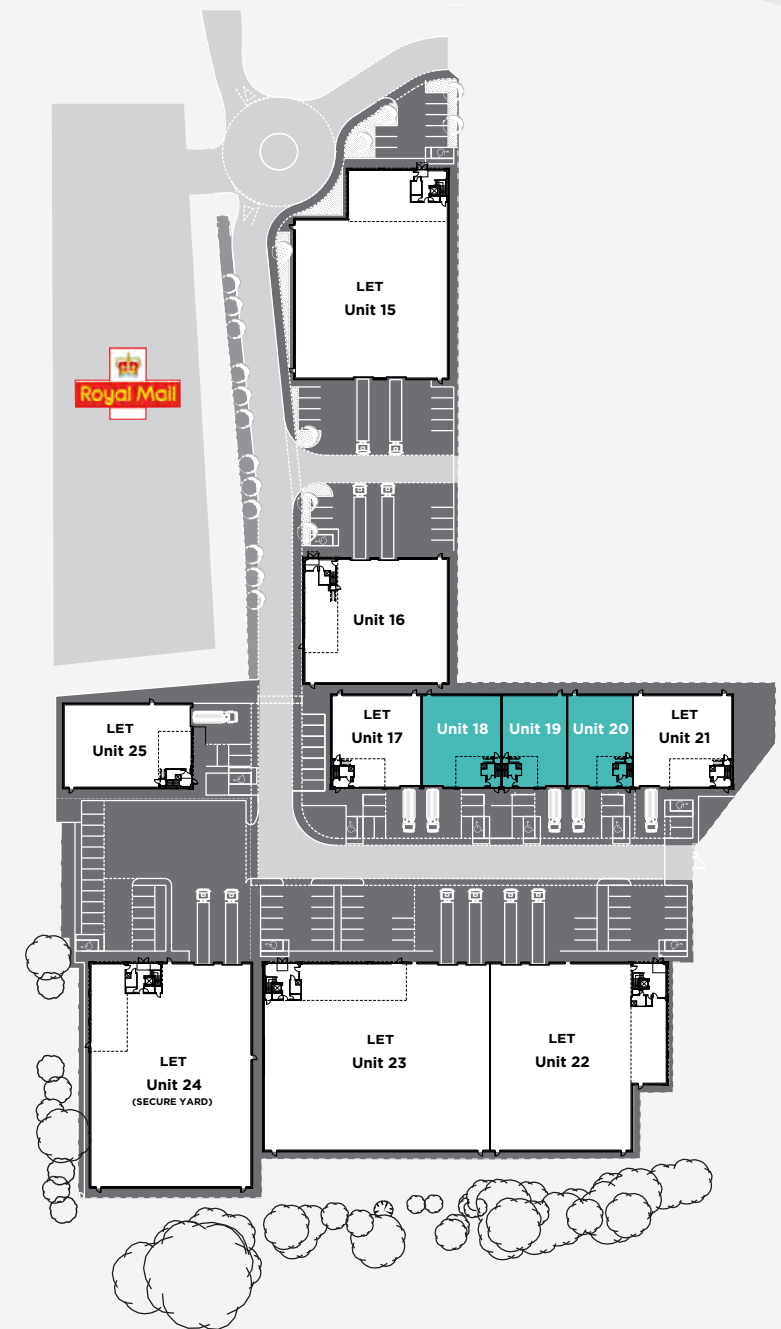 LET
Unit 15
Royal Mail
Unit 16
LET
Unit 17
Unit 18
Unit 19
Unit 20
LET
Unit 21
LET
Unit 25
LET
Unit 24
(SECURE YARD)
LET
Unit 23
LET
Unit 22